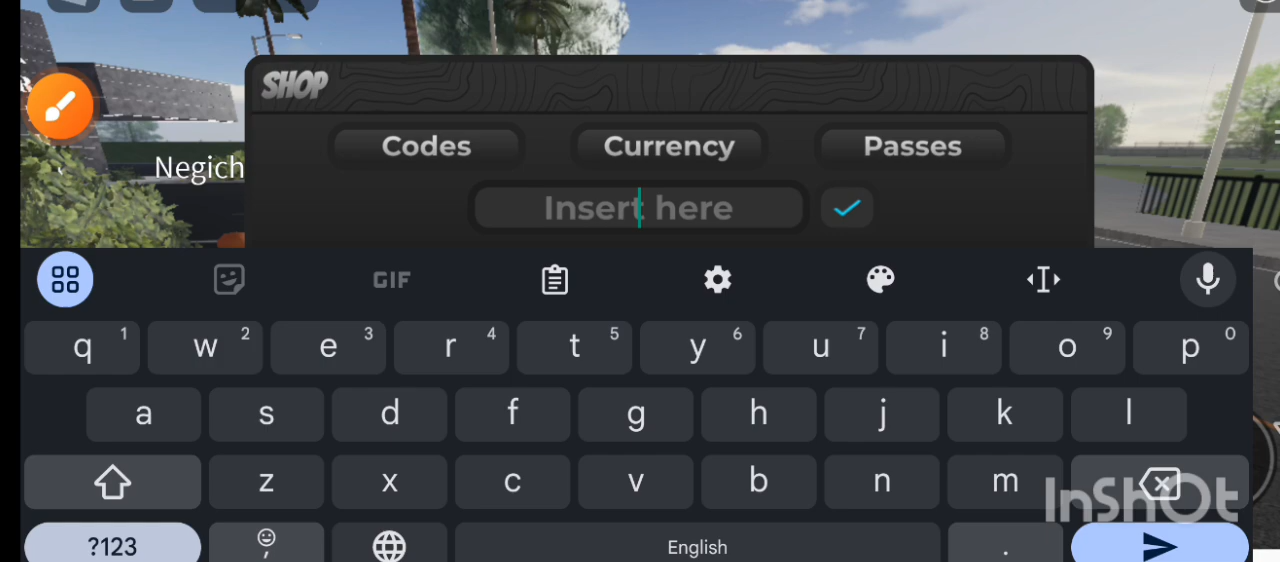 SHOP
Codes Currency Passes
Negich
Insert here
GIF
q 1 w 2 e 3 r 4 t 5 y 6 u 7 i 8 o 9 p 0
a s d f g h j k l
z x c v b n m
InShOt
?123 , English .